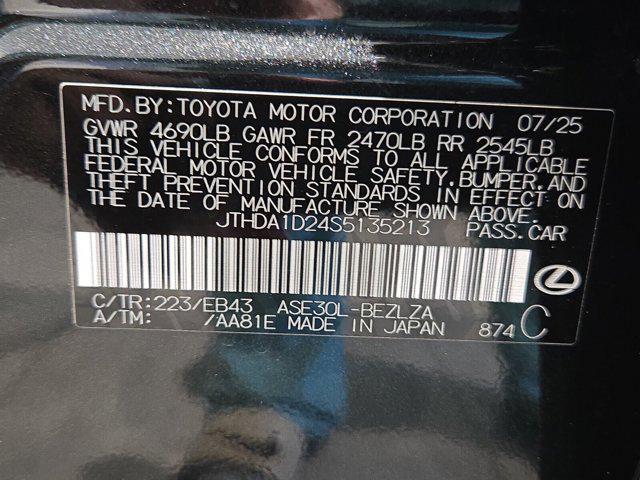 MFD.BY:TOYOTA MOTOR CORPORATION 07/25
GVWR 4690LB GAWR FR 2470LB RR 2545LB
THIS VEHICLE CONFORMS TO ALL APPLICABLE
FEDERAL MOTOR VEHICLE SAFETY,BUMPER,AND
THEFT PREVENTION STANDARDS IN EFFECT ON
THE DATE OF MANUFACTURE SHOWN ABOVE.
JTHDA1D24S5135213 PASS.CAR
C/TR:223/EB43 ASE30L-BEZLZA
A/TM: /AA81E MADE IN JAPAN 874 C